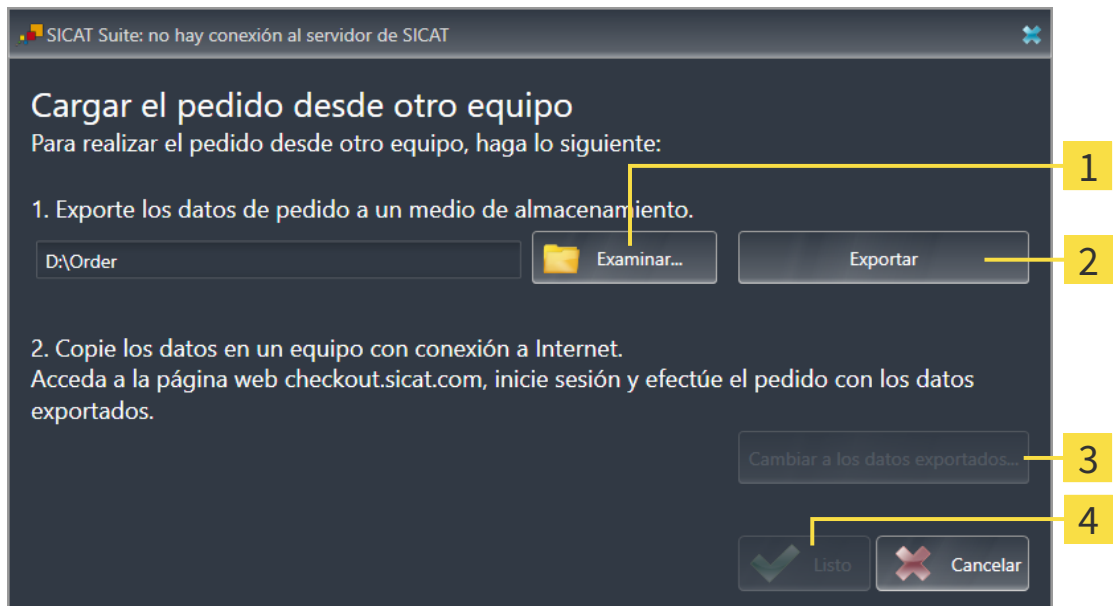 SICAT Suite: no hay conexión al servidor de SICAT
Cargar el pedido desde otro equipo
Para realizar el pedido desde otro equipo, haga lo siguiente:
1
1. Exporte los datos de pedido a un medio de almacenamiento.
D:\Order
Examinar...
Exportar
2
2. Copie los datos en un equipo con conexión a Internet.
Acceda a la página web checkout.sicat.com, inicie sesión y efectúe el pedido con los datos
exportados.
Cambiar a los datos exportados...
3
4
Listo
Cancelar